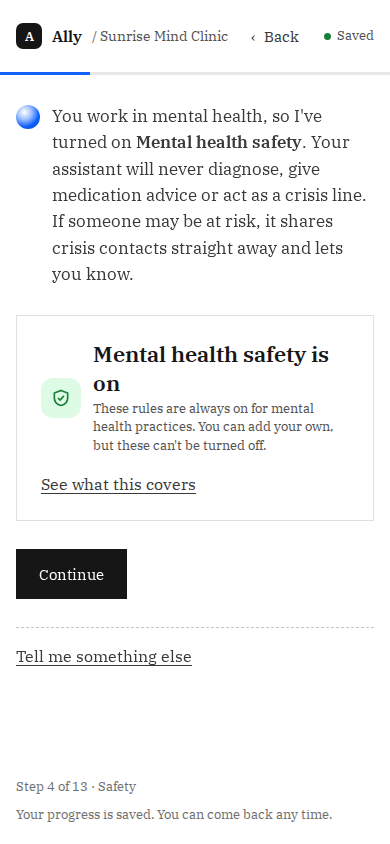 A Ally / Sunrise Mind Clinic ‹ Back Saved
You work in mental health, so I've
turned on Mental health safety. Your
assistant will never diagnose, give
medication advice or act as a crisis line.
If someone may be at risk, it shares
crisis contacts straight away and lets
you know.
Mental health safety is
on
These rules are always on for mental
health practices. You can add your own,
but these can't be turned off.
See what this covers
Continue
Tell me something else
Step 4 of 13 · Safety
Your progress is saved. You can come back any time.